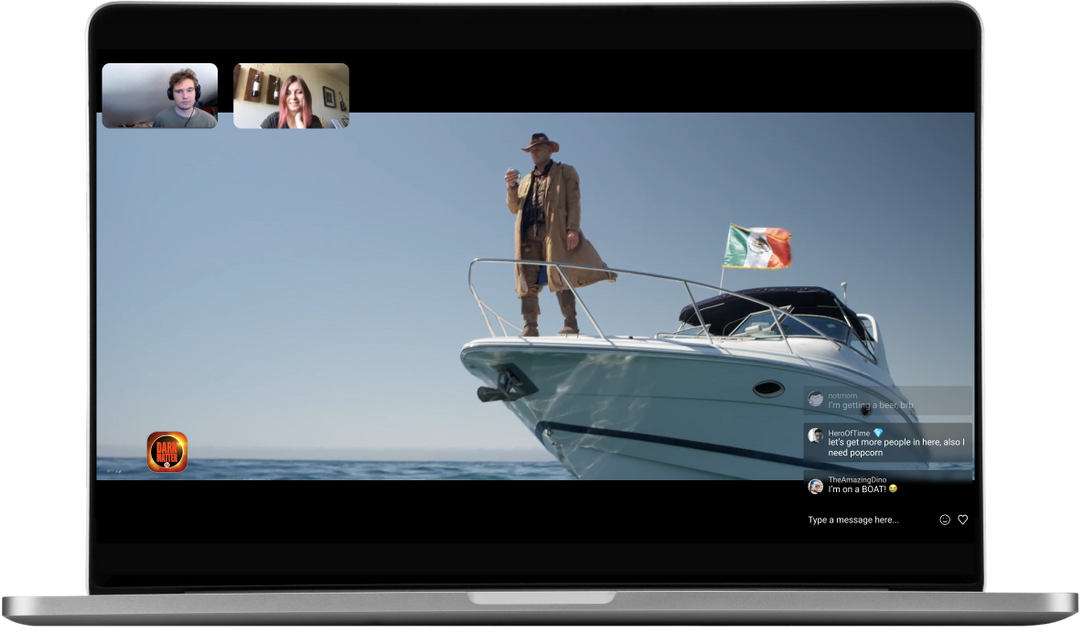 notmom
I'm getting a beer, brb
HeroOfTime 💎
let's get more people in here, also I
need popcorn
TheAmazingDino
I'm on a BOAT! 🥹
Type a message here...
DARK
MATTER